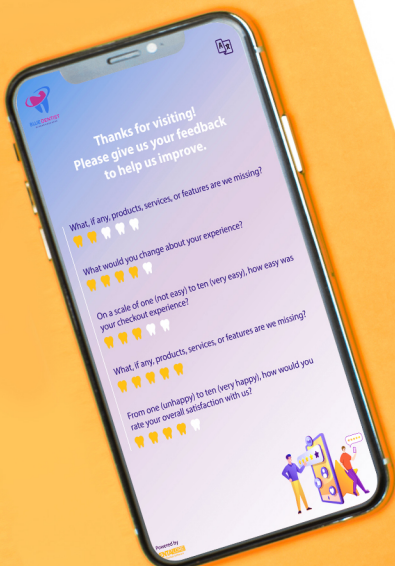 Thanks for visiting!
Please give us your feedback
to help us improve.
What, if any, products, services, or features are we missing?
What would you change about your experience?
On a scale of one (not easy) to ten (very easy), how easy was
your checkout experience?
What, if any, products, services, or features are we missing?
From one (unhappy) to ten (very happy), how would you
rate your overall satisfaction with us?
Powered by